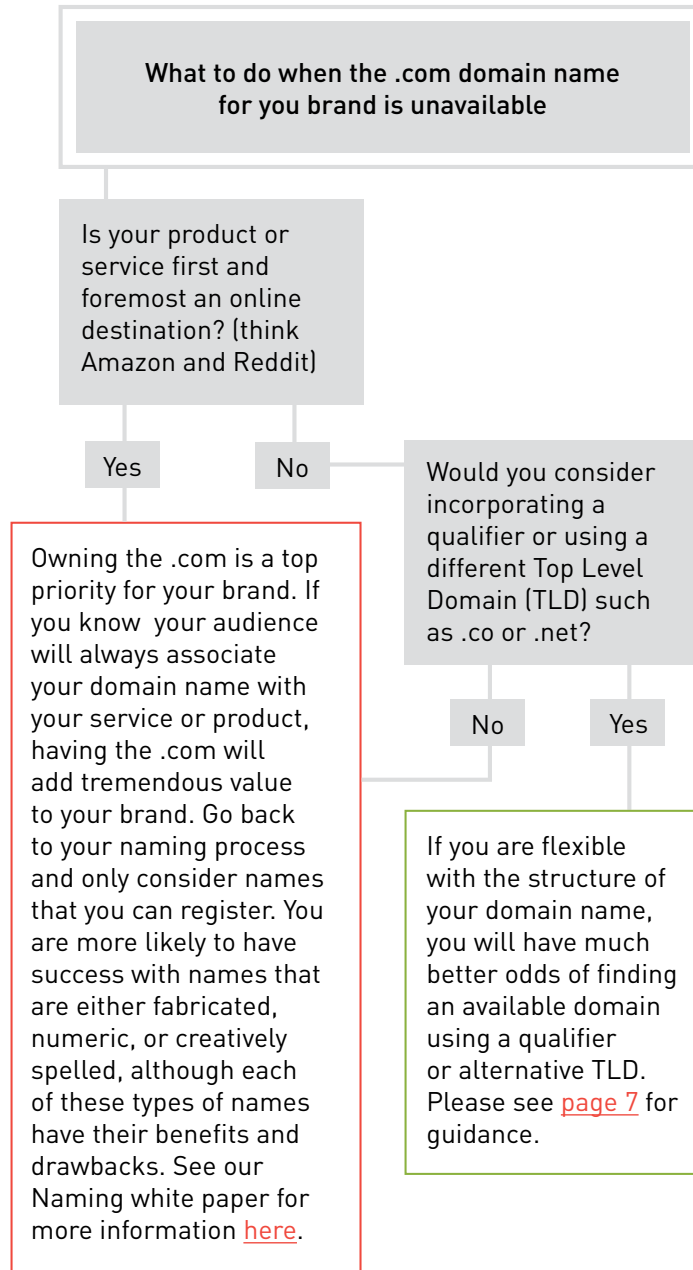 What to do when the .com domain name
for you brand is unavailable
Is your product or
service first and
foremost an online
destination? (think
Amazon and Reddit)
Yes
No
Would you consider
incorporating a
qualifier or using a
different Top Level
Domain (TLD) such
as .co or .net?
Owning the .com is a top
priority for your brand. If
you know  your audience
will always associate
your domain name with
your service or product,
having the .com will
add tremendous value
to your brand. Go back
to your naming process
and only consider names
that you can register. You
are more likely to have
success with names that
are either fabricated,
numeric, or creatively
spelled, although each
of these types of names
have their benefits and
drawbacks. See our
Naming white paper for
more information here.
No
Yes
If you are flexible
with the structure of
your domain name,
you will have much
better odds of finding
an available domain
using a qualifier
or alternative TLD.
Please see page 7 for
guidance.